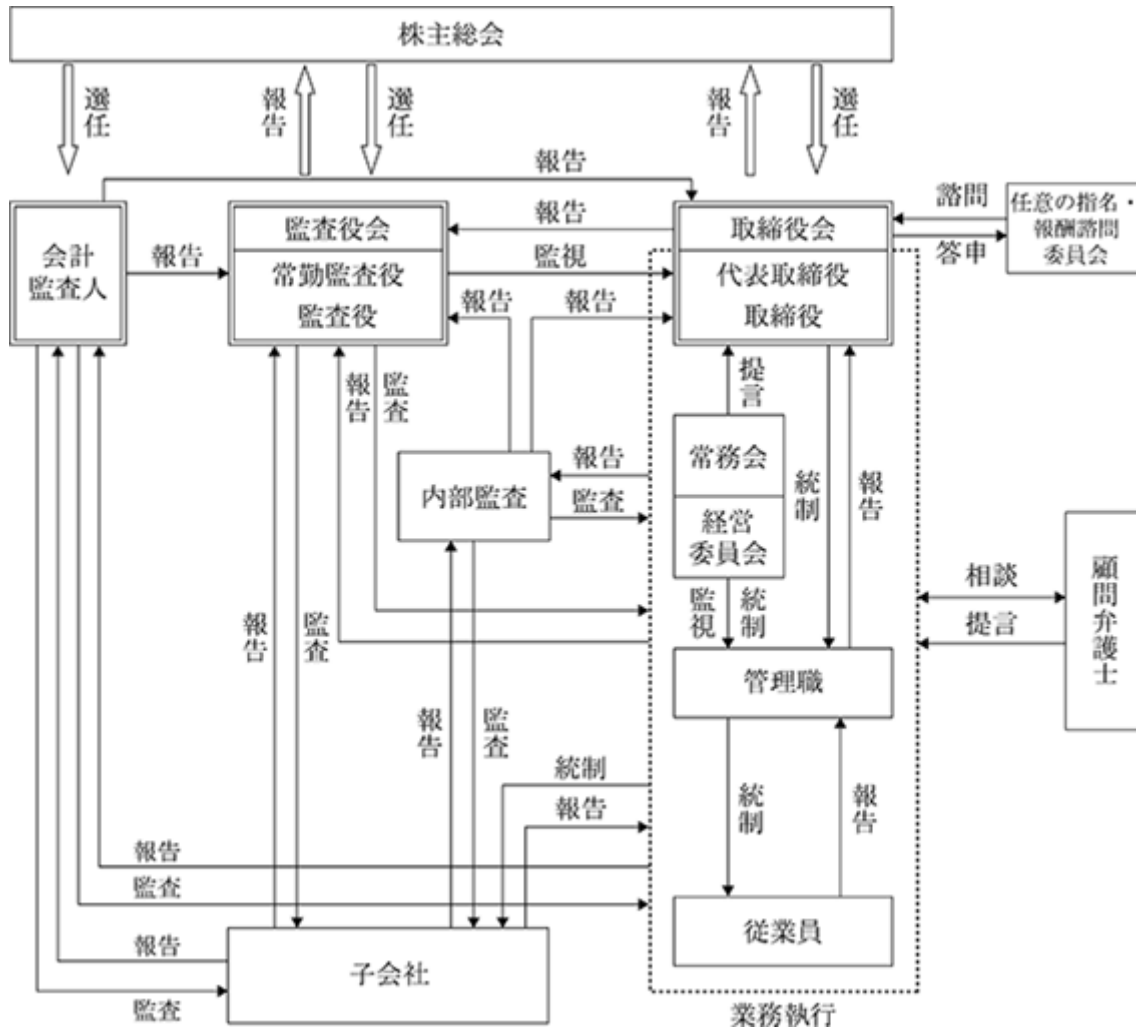 株主総会
選任
報告
選任
報告
選任
報告
会計
監査人
報告
監査役会
常勤監査役
監査役
報告
監視
取締役会
代表取締役
取締役
諮問
答申
任意の指名・
報酬諮問
委員会
報告
報告
報告
監査
提言
内部監査
報告
監査
常務会
経営
委員会
統制
報告
監視
統制
相談
提言
顧問弁護士
報告
監査
管理職
報告
監査
統制
報告
統制
報告
報告
監査
従業員
報告
監査
子会社
業務執行